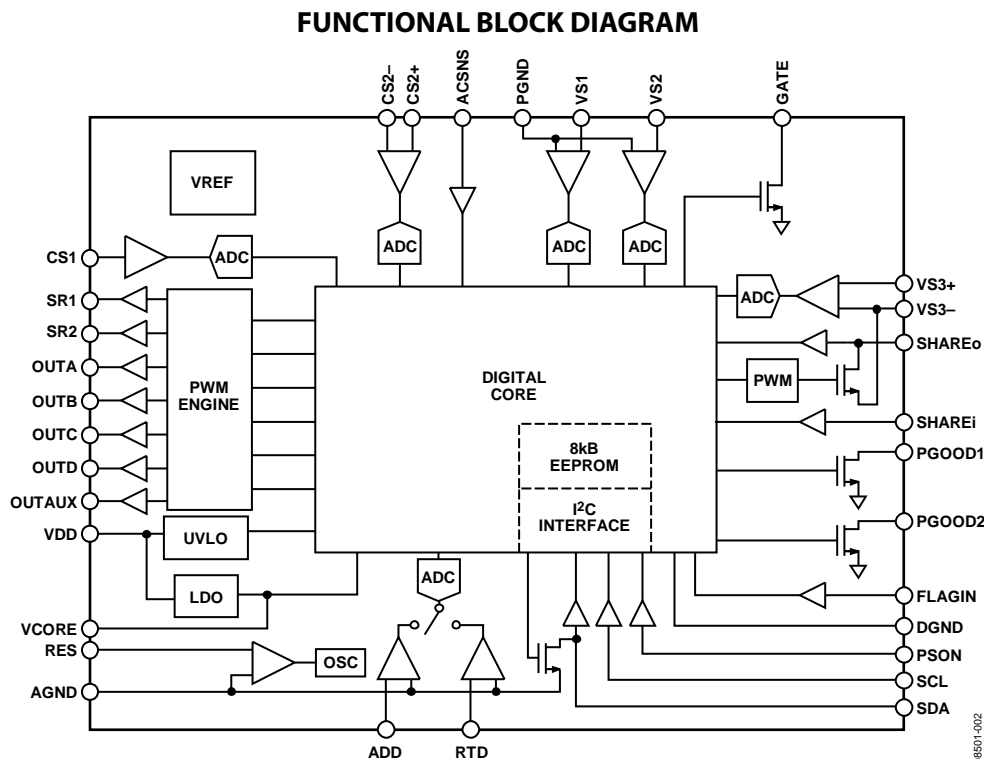 FUNCTIONAL BLOCK DIAGRAM
CS2–
CS2+
ACSNS
PGND
VS1
VS2
GATE
VREF
ADC
ADC
ADC
CS1
ADC
ADC
VS3+
VS3–
SR1
SR2
OUTA
OUTB
OUTC
OUTD
OUTAUX
PWM
ENGINE
DIGITAL
CORE
8kB
EEPROM
I²C
INTERFACE
SHAREo
PWM
SHAREi
PGOOD1
PGOOD2
VDD
UVLO
LDO
VCORE
RES
AGND
OSC
ADC
FLAGIN
DGND
PSON
SCL
SDA
ADD
RTD